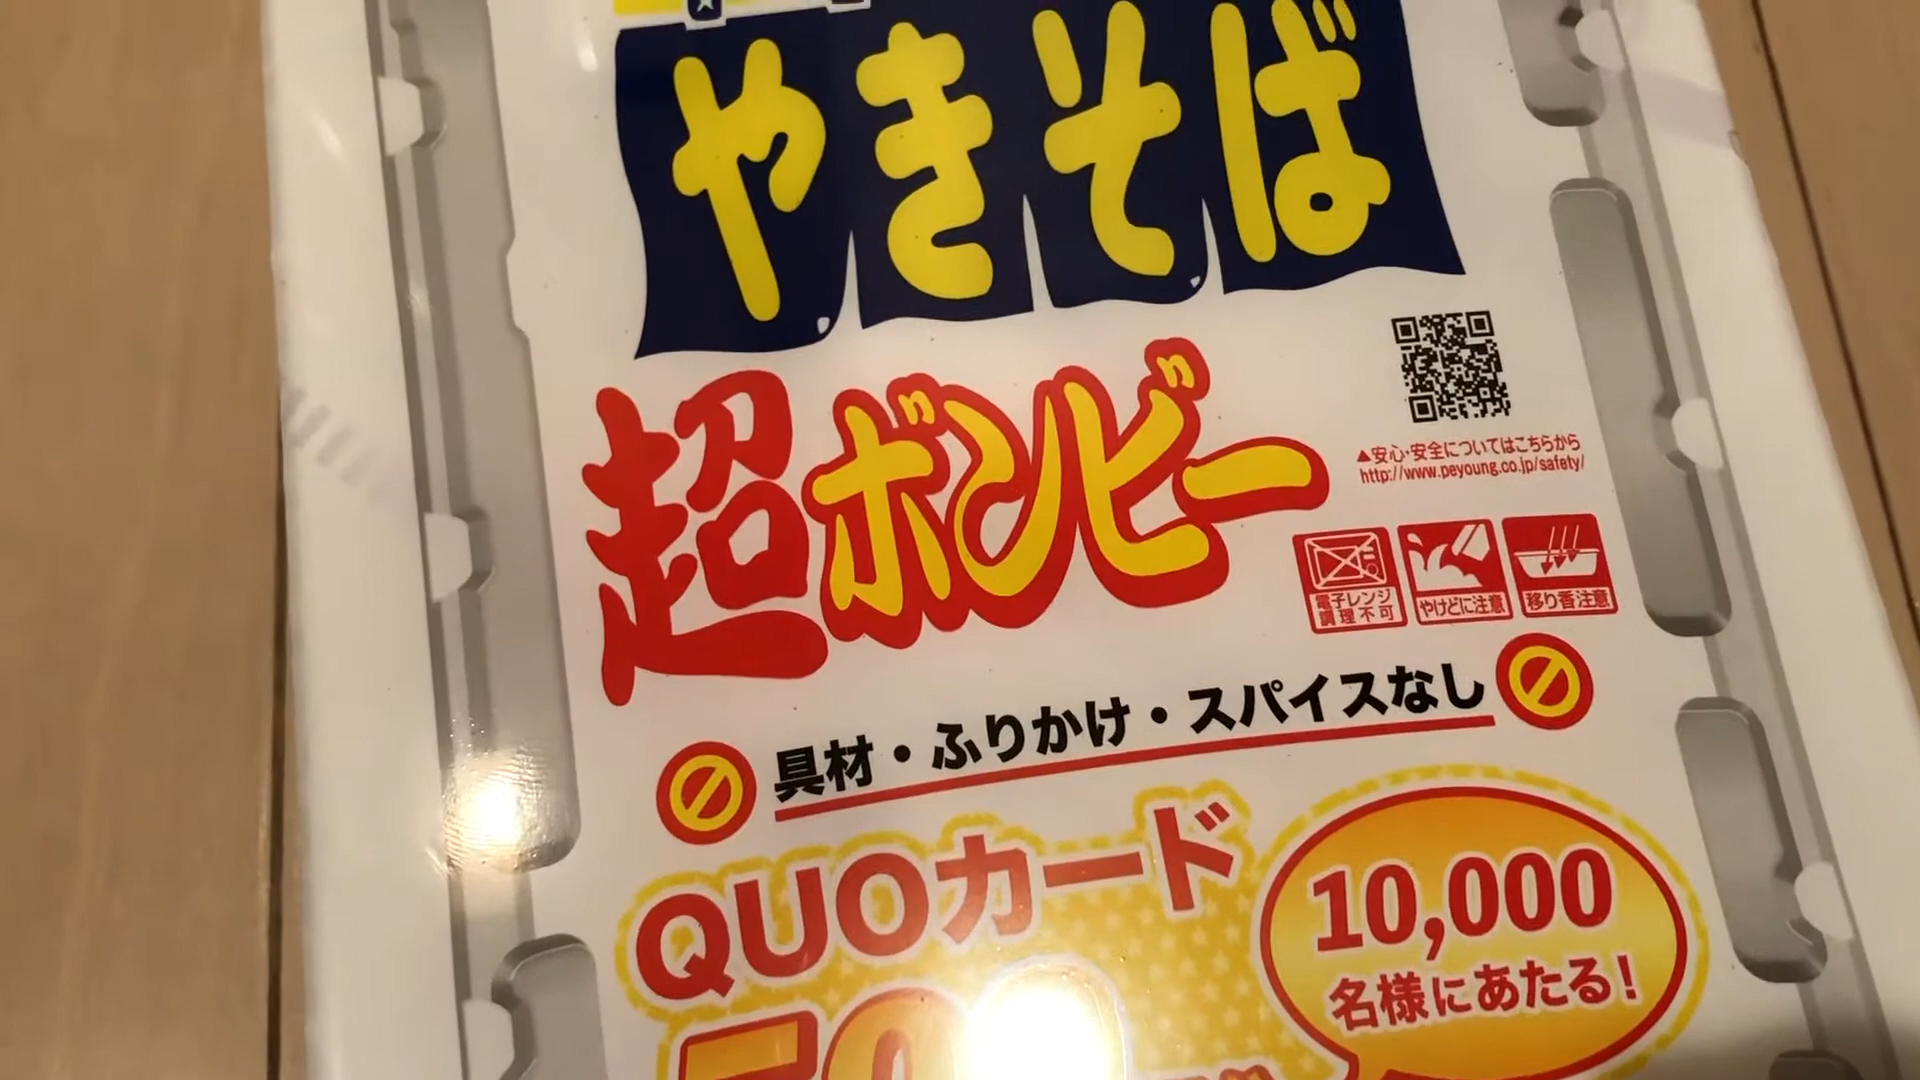 やきそば
超ボンビー
▲安心・安全についてはこちらから
http://www.peyoung.co.jp/safety/
電子レンジ
調理不可
やけどに注意
移り香注意
具材・ふりかけ・スパイスなし
QUOカード
10,000
名様にあたる!